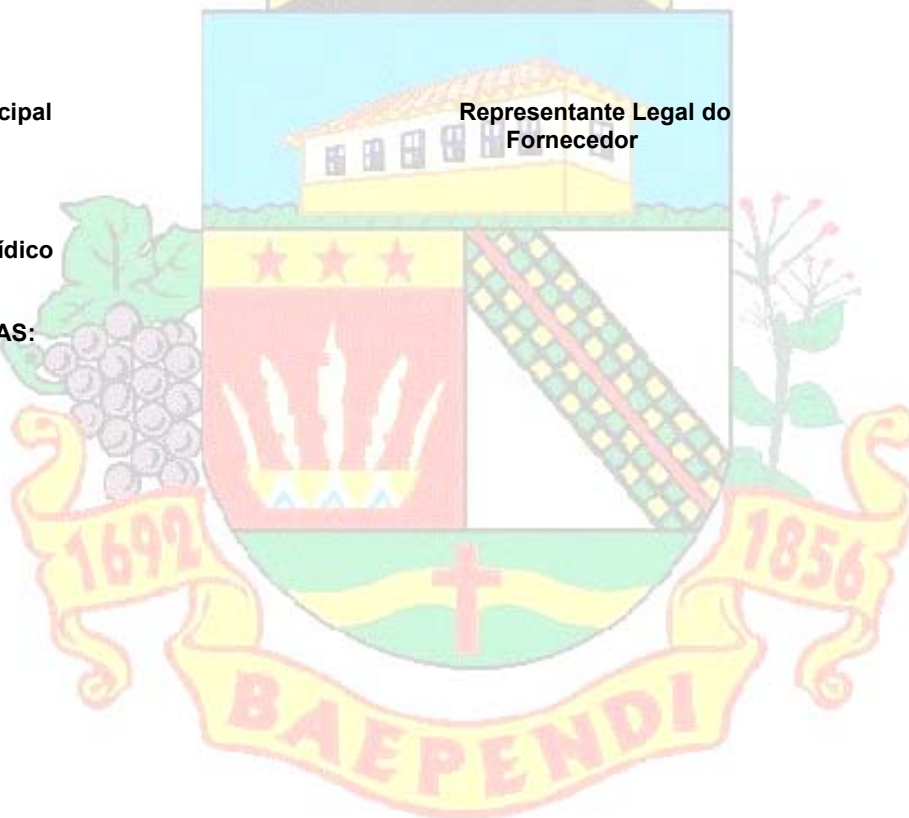 cipal
Representante Legal do
Fornecedor
ídico
AS:
1692
1856
BAEPENDI